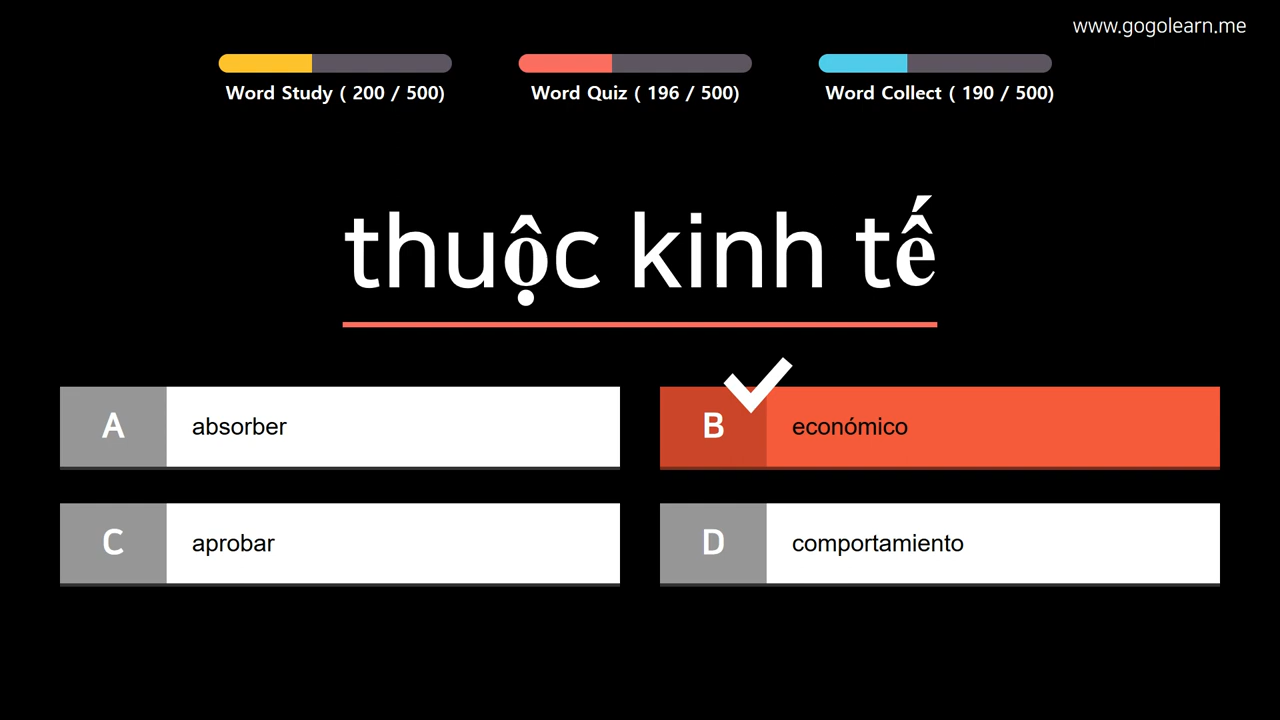 www.gogolearn.me
Word Study ( 200 / 500)
Word Quiz ( 196 / 500)
Word Collect ( 190 / 500)
thuộc kinh tế
A absorber
B económico
C aprobar
D comportamiento